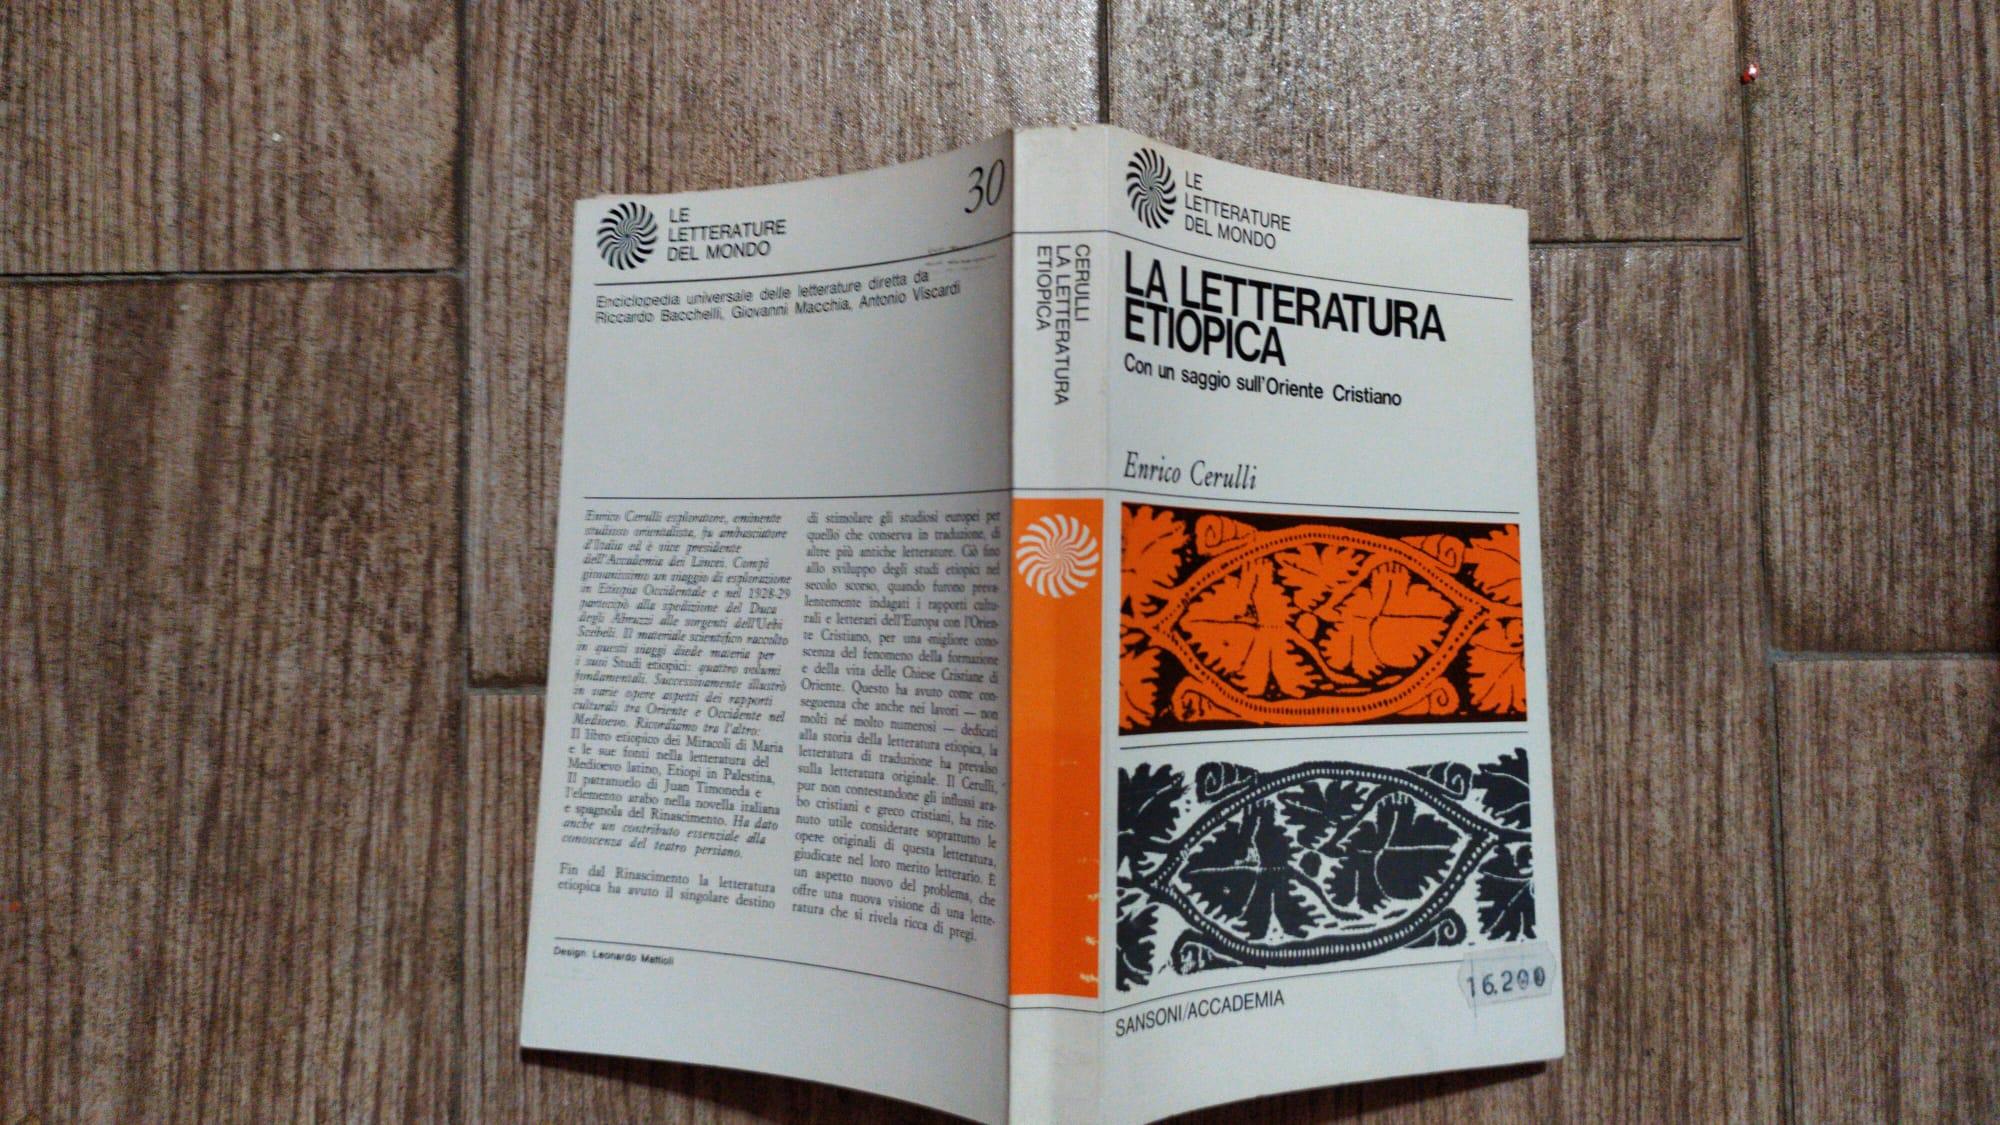 LE
LETTERATURE
DEL MONDO
30
Enciclopedia universale delle letterature diretta da
Riccardo Bacchelli, Giovanni Macchia, Antonio Viscardi
Enrico Cerulli esploratore, eminente
studioso orientalista, fu ambasciatore
d'Italia ed è vice presidente
dell'Accademia dei Lincei. Compì
giovanissimo un viaggio di esplorazione
in Etiopia Occidentale e nel 1928-29
partecipò alla spedizione del Duca
degli Abruzzi alle sorgenti dell'Uebi
Scebeli. Il materiale scientifico raccolto
in questi viaggi diede materia per
i suoi Studi etiopici: quattro volumi
fondamentali. Successivamente illustrò
in varie opere aspetti dei rapporti
culturali tra Oriente e Occidente nel
Medioevo. Ricordiamo tra l'altro:
Il libro etiopico dei Miracoli di Maria
e le sue fonti nella letteratura del
Medioevo latino, Etiopi in Palestina,
Il patranuelo di Juan Timoneda e
l'elemento arabo nella novella italiana
e spagnola del Rinascimento. Ha dato
anche un contributo essenziale alla
conoscenza del teatro persiano.
Fin dal Rinascimento la letteratura
etiopica ha avuto il singolare destino
di stimolare gli studiosi europei per
quello che conserva in traduzione, di
altre più antiche letterature. Ciò fino
allo sviluppo degli studi etiopici nel
secolo scorso, quando furono preva-
lentemente indagati i rapporti cultu-
rali e letterari dell'Europa con l'Orien-
te Cristiano, per una migliore cono-
scenza del fenomeno della formazione
e della vita delle Chiese Cristiane di
Oriente. Questo ha avuto come con-
seguenza che anche nei lavori — non
molti né molto numerosi — dedicati
alla storia della letteratura etiopica, la
letteratura di traduzione ha prevalso
sulla letteratura originale. Il Cerulli,
pur non contestandone gli influssi ara-
bo cristiani e greco cristiani, ha rite-
nuto utile considerare soprattutto le
opere originali di questa letteratura,
giudicate nel loro merito letterario. È
un aspetto nuovo del problema, che
offre una nuova visione di una lette-
ratura che si rivela ricca di pregi.
Design: Leonardo Mattioli
CERULLI
LA LETTERATURA
ETIOPICA
LE
LETTERATURE
DEL MONDO
LA LETTERATURA
ETIOPICA
Con un saggio sull'Oriente Cristiano
Enrico Cerulli
16.200
SANSONI/ACCADEMIA